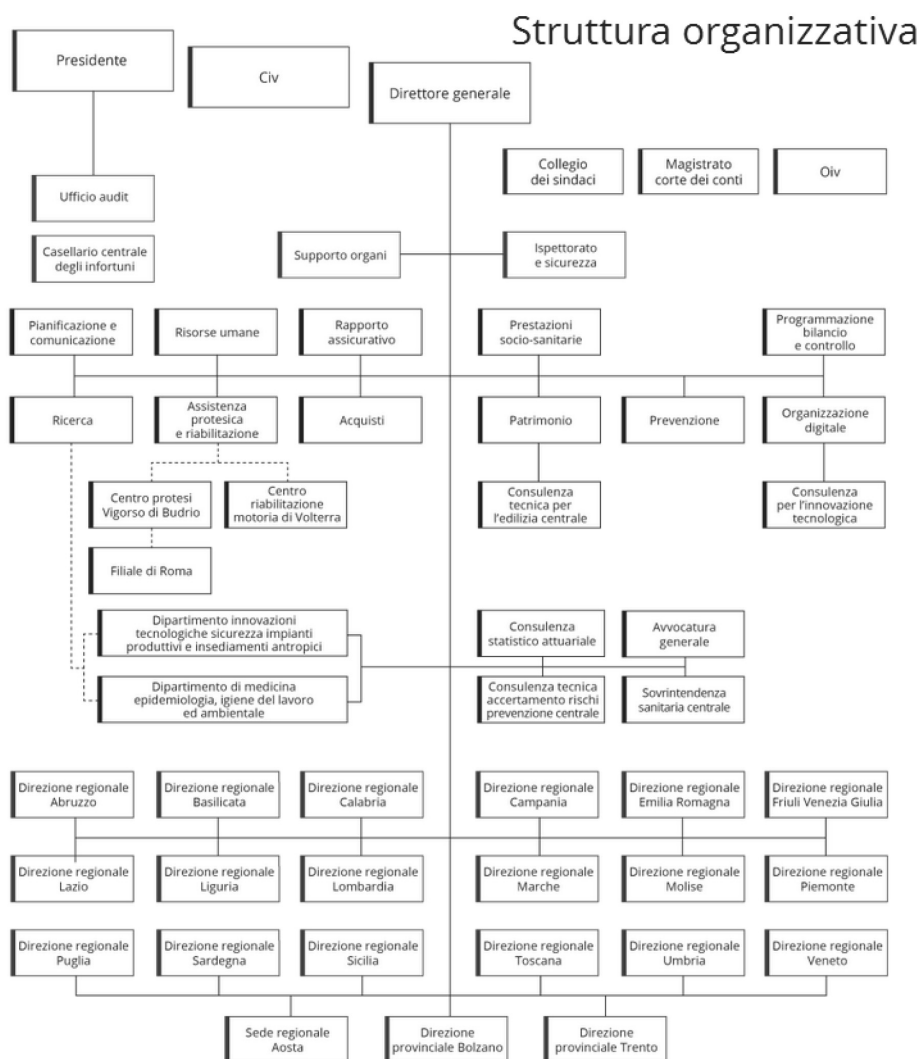 Struttura organizzativa
Presidente
Civ
Direttore generale
Collegio
dei sindaci
Magistrato
corte dei conti
Oiv
Ufficio audit
Casellario centrale
degli infortuni
Supporto organi
Ispettorato
e sicurezza
Pianificazione e
comunicazione
Risorse umane
Rapporto
assicurativo
Prestazioni
socio-sanitarie
Programmazione
bilancio
e controllo
Ricerca
Assistenza
protesica
e riabilitazione
Acquisti
Patrimonio
Prevenzione
Organizzazione
digitale
Centro protesi
Vigorso di Budrio
Centro
riabilitazione
motoria di Volterra
Consulenza
tecnica per
l'edilizia centrale
Consulenza
per l'innovazione
tecnologica
Filiale di Roma
Dipartimento innovazioni
tecnologiche sicurezza impianti
produttivi e insediamenti antropici
Consulenza
statistico attuariale
Avvocatura
generale
Dipartimento di medicina
epidemiologia, igiene del lavoro
ed ambientale
Consulenza tecnica
accertamento rischi
prevenzione centrale
Sovrintendenza
sanitaria centrale
Direzione regionale
Abruzzo
Direzione regionale
Basilicata
Direzione regionale
Calabria
Direzione regionale
Campania
Direzione regionale
Emilia Romagna
Direzione regionale
Friuli Venezia Giulia
Direzione regionale
Lazio
Direzione regionale
Liguria
Direzione regionale
Lombardia
Direzione regionale
Marche
Direzione regionale
Molise
Direzione regionale
Piemonte
Direzione regionale
Puglia
Direzione regionale
Sardegna
Direzione regionale
Sicilia
Direzione regionale
Toscana
Direzione regionale
Umbria
Direzione regionale
Veneto
Sede regionale
Aosta
Direzione
provinciale Bolzano
Direzione
provinciale Trento